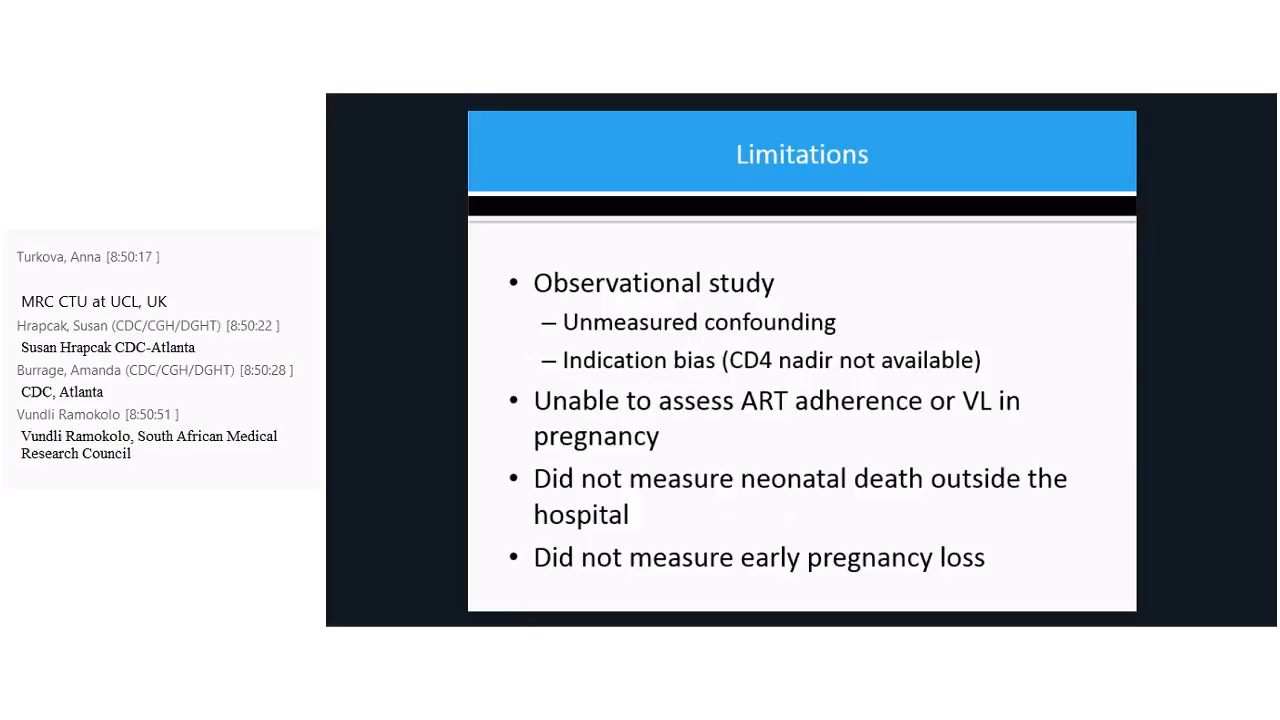 Turkova, Anna [8:50:17 ]
MRC CTU at UCL, UK
Hrapcak, Susan (CDC/CGH/DGHT) [8:50:22 ]
Susan Hrapcak CDC-Atlanta
Burrage, Amanda (CDC/CGH/DGHT) [8:50:28 ]
CDC, Atlanta
Vundli Ramokolo [8:50:51 ]
Vundli Ramokolo, South African Medical
Research Council
Limitations
• Observational study
– Unmeasured confounding
– Indication bias (CD4 nadir not available)
• Unable to assess ART adherence or VL in
pregnancy
• Did not measure neonatal death outside the
hospital
• Did not measure early pregnancy loss